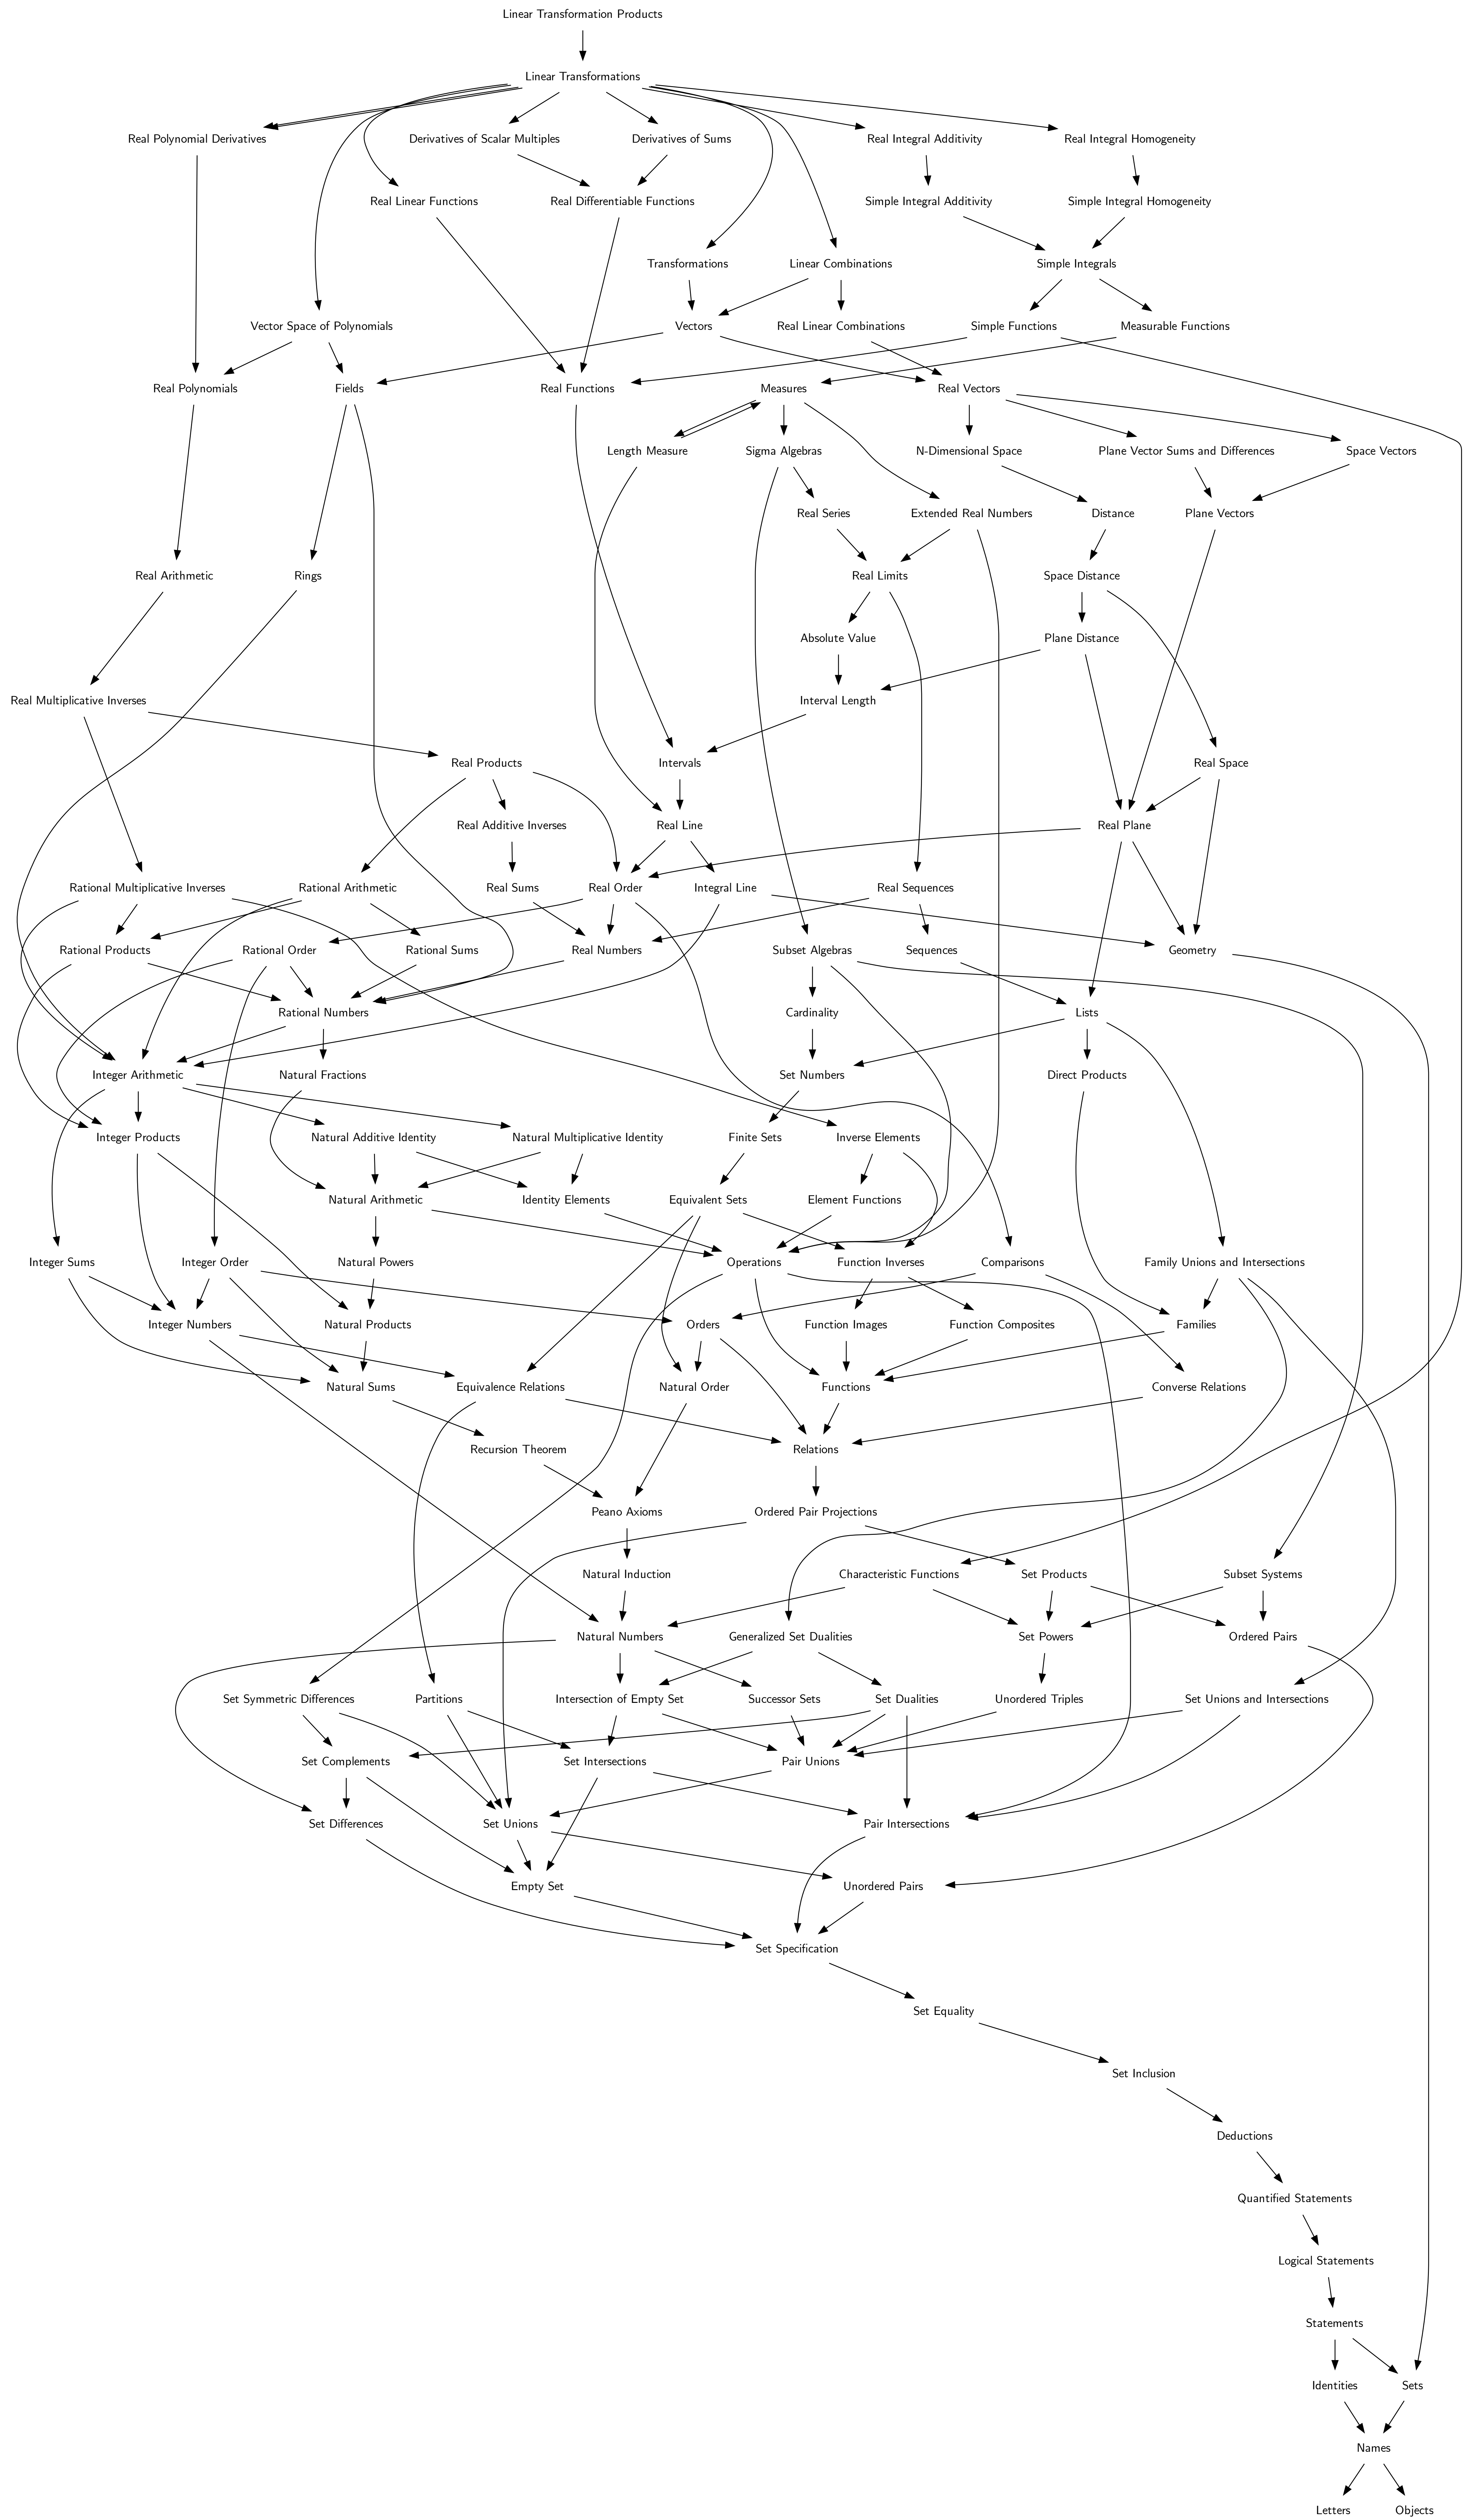 Linear Transformation Products
Linear Transformations
Real Polynomial Derivatives
Derivatives of Scalar Multiples
Derivatives of Sums
Real Integral Additivity
Real Integral Homogeneity
Real Linear Functions
Real Differentiable Functions
Simple Integral Additivity
Simple Integral Homogeneity
Transformations
Linear Combinations
Simple Integrals
Vector Space of Polynomials
Vectors
Real Linear Combinations
Simple Functions
Measurable Functions
Real Polynomials
Fields
Real Functions
Measures
Real Vectors
Length Measure
Sigma Algebras
N-Dimensional Space
Plane Vector Sums and Differences
Space Vectors
Real Series
Extended Real Numbers
Distance
Plane Vectors
Real Arithmetic
Rings
Real Limits
Space Distance
Absolute Value
Plane Distance
Real Multiplicative Inverses
Interval Length
Real Products
Intervals
Real Space
Real Additive Inverses
Real Line
Real Plane
Rational Multiplicative Inverses
Rational Arithmetic
Real Sums
Real Order
Integral Line
Real Sequences
Rational Products
Rational Order
Rational Sums
Real Numbers
Subset Algebras
Sequences
Geometry
Rational Numbers
Cardinality
Lists
Integer Arithmetic
Natural Fractions
Set Numbers
Direct Products
Integer Products
Natural Additive Identity
Natural Multiplicative Identity
Finite Sets
Inverse Elements
Natural Arithmetic
Identity Elements
Equivalent Sets
Element Functions
Integer Sums
Integer Order
Natural Powers
Operations
Function Inverses
Comparisons
Family Unions and Intersections
Integer Numbers
Natural Products
Orders
Function Images
Function Composites
Families
Natural Sums
Equivalence Relations
Natural Order
Functions
Converse Relations
Recursion Theorem
Relations
Peano Axioms
Ordered Pair Projections
Natural Induction
Characteristic Functions
Set Products
Subset Systems
Natural Numbers
Generalized Set Dualities
Set Powers
Ordered Pairs
Set Symmetric Differences
Partitions
Intersection of Empty Set
Successor Sets
Set Dualities
Unordered Triples
Set Unions and Intersections
Set Complements
Set Intersections
Pair Unions
Set Differences
Set Unions
Pair Intersections
Empty Set
Unordered Pairs
Set Specification
Set Equality
Set Inclusion
Deductions
Quantified Statements
Logical Statements
Statements
Identities
Sets
Names
Letters
Objects